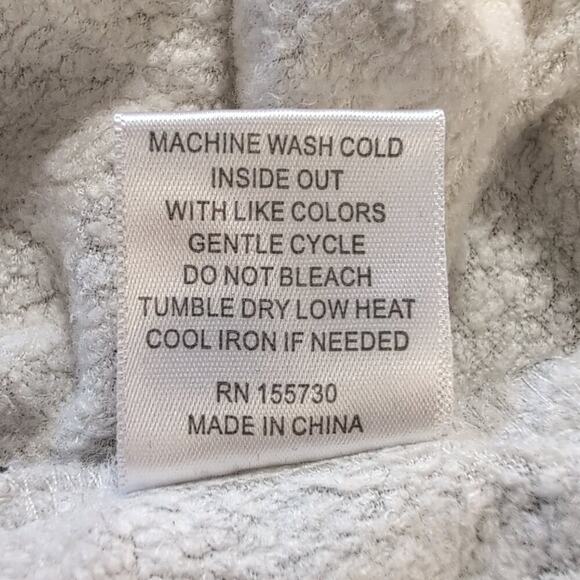 MACHINE WASH COLD
INSIDE OUT
WITH LIKE COLORS
GENTLE CYCLE
DO NOT BLEACH
TUMBLE DRY LOW HEAT
COOL IRON IF NEEDED
RN 155730
MADE IN CHINA